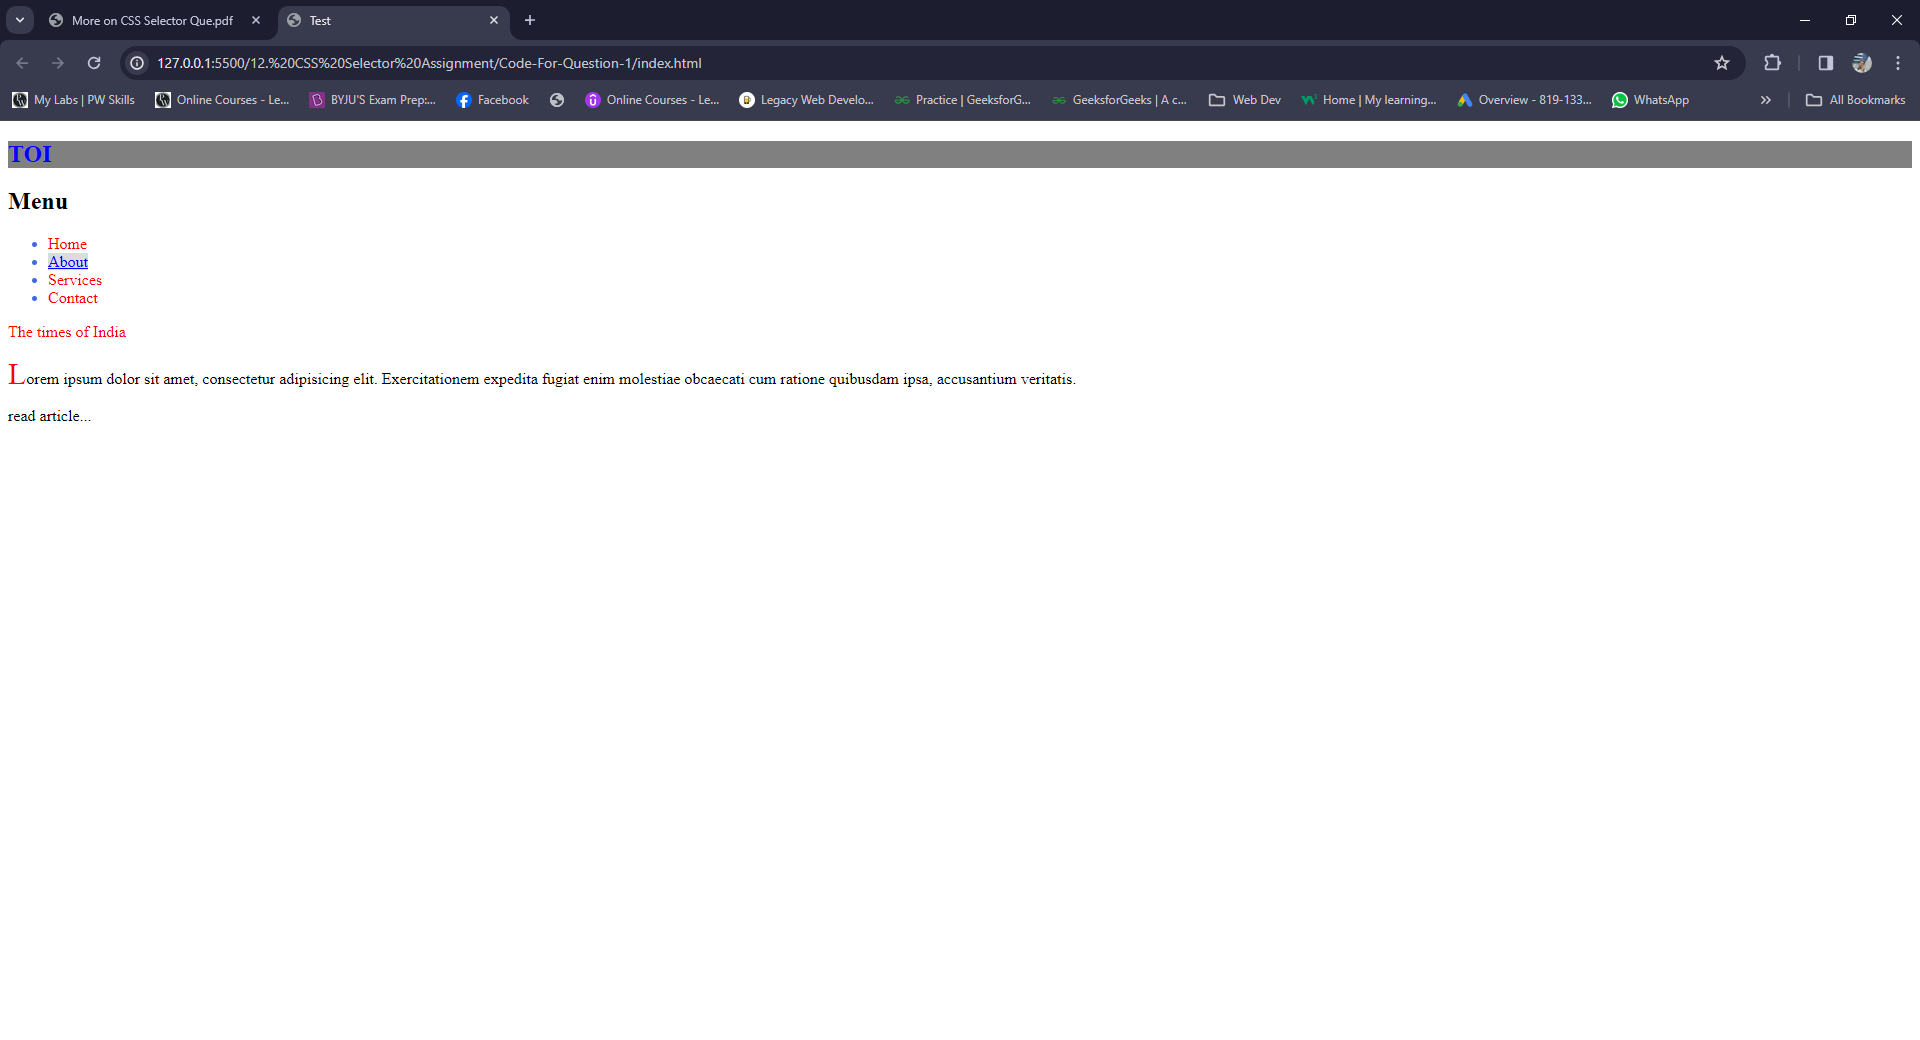 More on CSS Selector Que.pdf
Test
127.0.0.1:5500/12.%20CSS%20Selector%20Assignment/Code-For-Question-1/index.html
My Labs | PW Skills
Online Courses - Le...
BYJU'S Exam Prep:...
Facebook
Online Courses - Le...
Legacy Web Develo...
Practice | GeeksforG...
GeeksforGeeks | A c...
Web Dev
Home | My learning...
Overview - 819-133...
WhatsApp
All Bookmarks
TOI
Menu
Home
About
Services
Contact
The times of India
Lorem ipsum dolor sit amet, consectetur adipisicing elit. Exercitationem expedita fugiat enim molestiae obcaecati cum ratione quibusdam ipsa, accusantium veritatis.
read article...